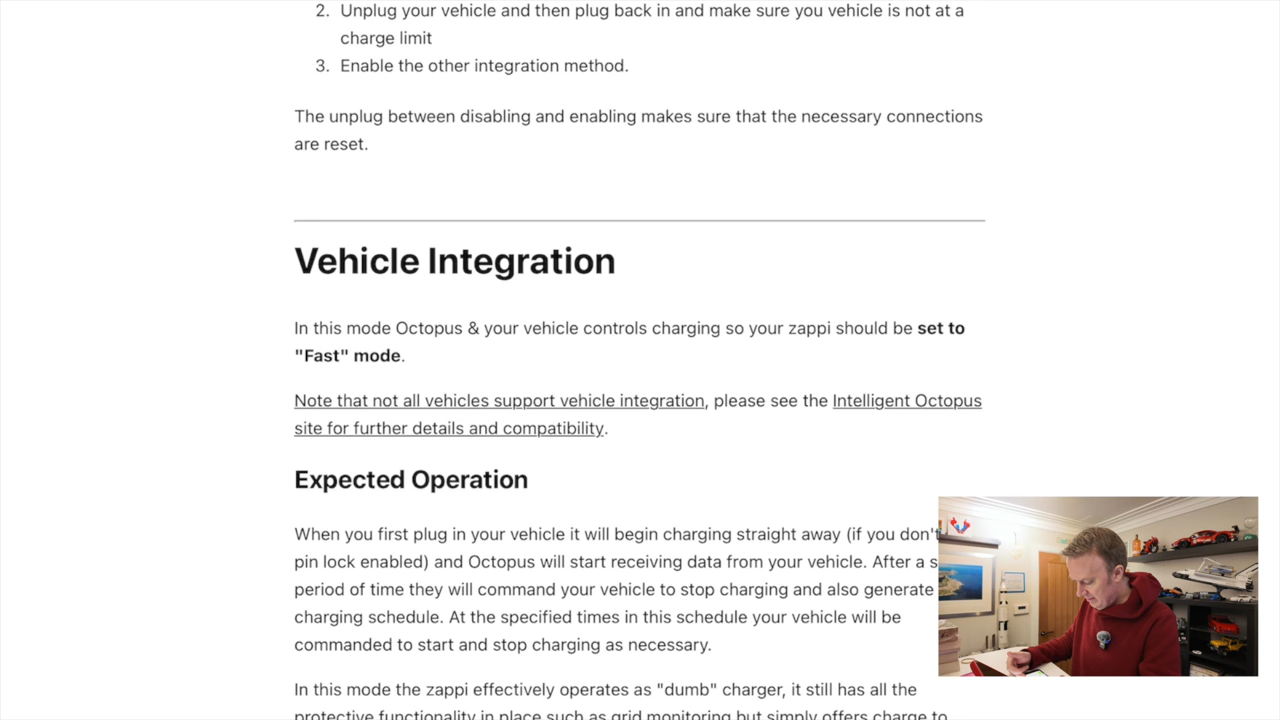 2. Unplug your vehicle and then plug back in and make sure you vehicle is not at a
charge limit
3. Enable the other integration method.
The unplug between disabling and enabling makes sure that the necessary connections
are reset.
Vehicle Integration
In this mode Octopus & your vehicle controls charging so your zappi should be set to
"Fast" mode.
Note that not all vehicles support vehicle integration, please see the Intelligent Octopus
site for further details and compatibility.
Expected Operation
When you first plug in your vehicle it will begin charging straight away (if you don't
pin lock enabled) and Octopus will start receiving data from your vehicle. After a s
period of time they will command your vehicle to stop charging and also generate
charging schedule. At the specified times in this schedule your vehicle will be
commanded to start and stop charging as necessary.
In this mode the zappi effectively operates as "dumb" charger, it still has all the
protective functionality in place such as grid monitoring but simply offers charge to